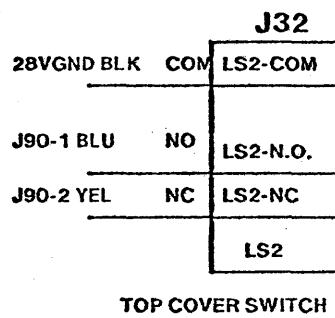 J32
28VGND BLK COM LS2-COM
J90-1 BLU NO LS2-N.O.
J90-2 YEL NC LS2-NC
LS2
TOP COVER SWITCH